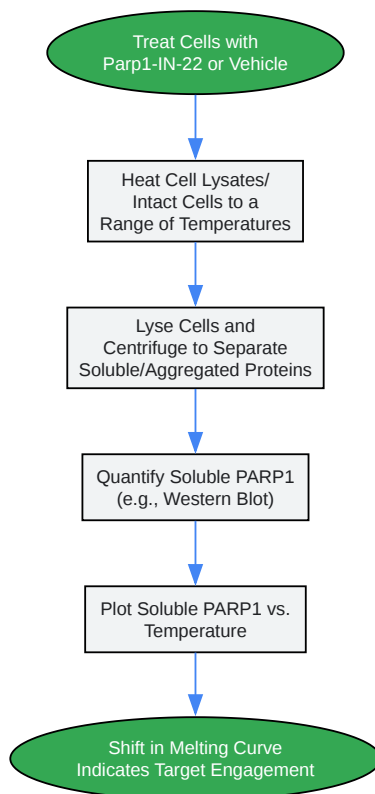 Treat Cells with
Parp1-IN-22 or Vehicle
Heat Cell Lysates/
Intact Cells to a
Range of Temperatures
Lyse Cells and
Centrifuge to Separate
Soluble/Aggregated Proteins
Quantify Soluble PARP1
(e.g., Western Blot)
Plot Soluble PARP1 vs.
Temperature
Shift in Melting Curve
Indicates Target Engagement